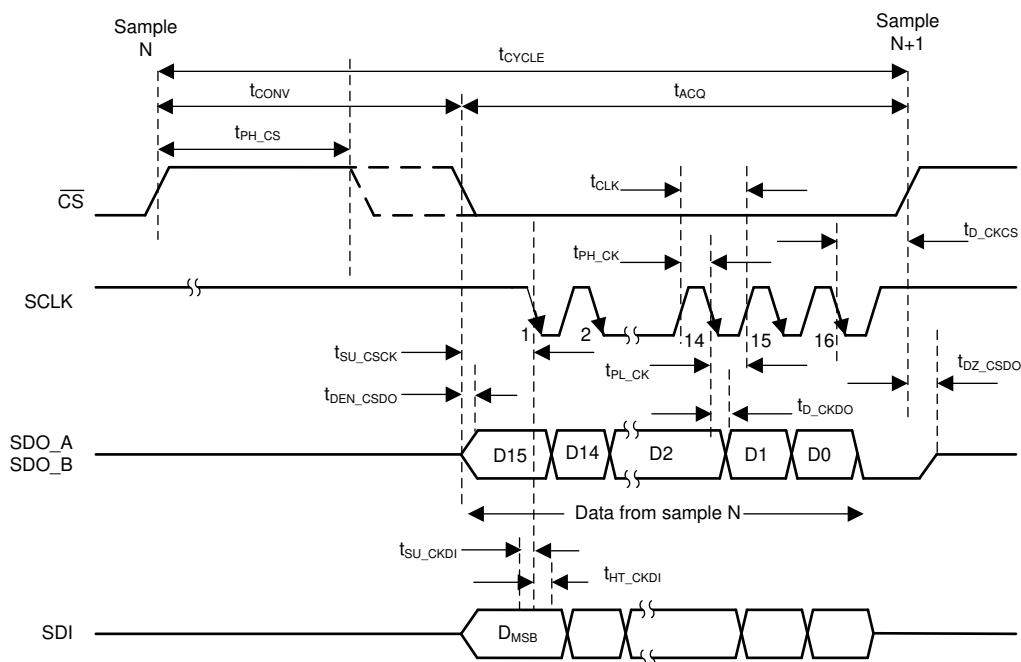 Sample
N
Sample
N+1
tCYCLE
tCONV
tACQ
tPH_CS
CS
tCLK
tD_CKCS
tPH_CK
SCLK
1
2
14
15
16
tSU_CSCK
tPL_CK
tDZ_CSDO
tDEN_CSDO
tD_CKDO
SDO_A
SDO_B
D15
D14
D2
D1
D0
Data from sample N
tSU_CKDI
tHT_CKDI
SDI
DMSB